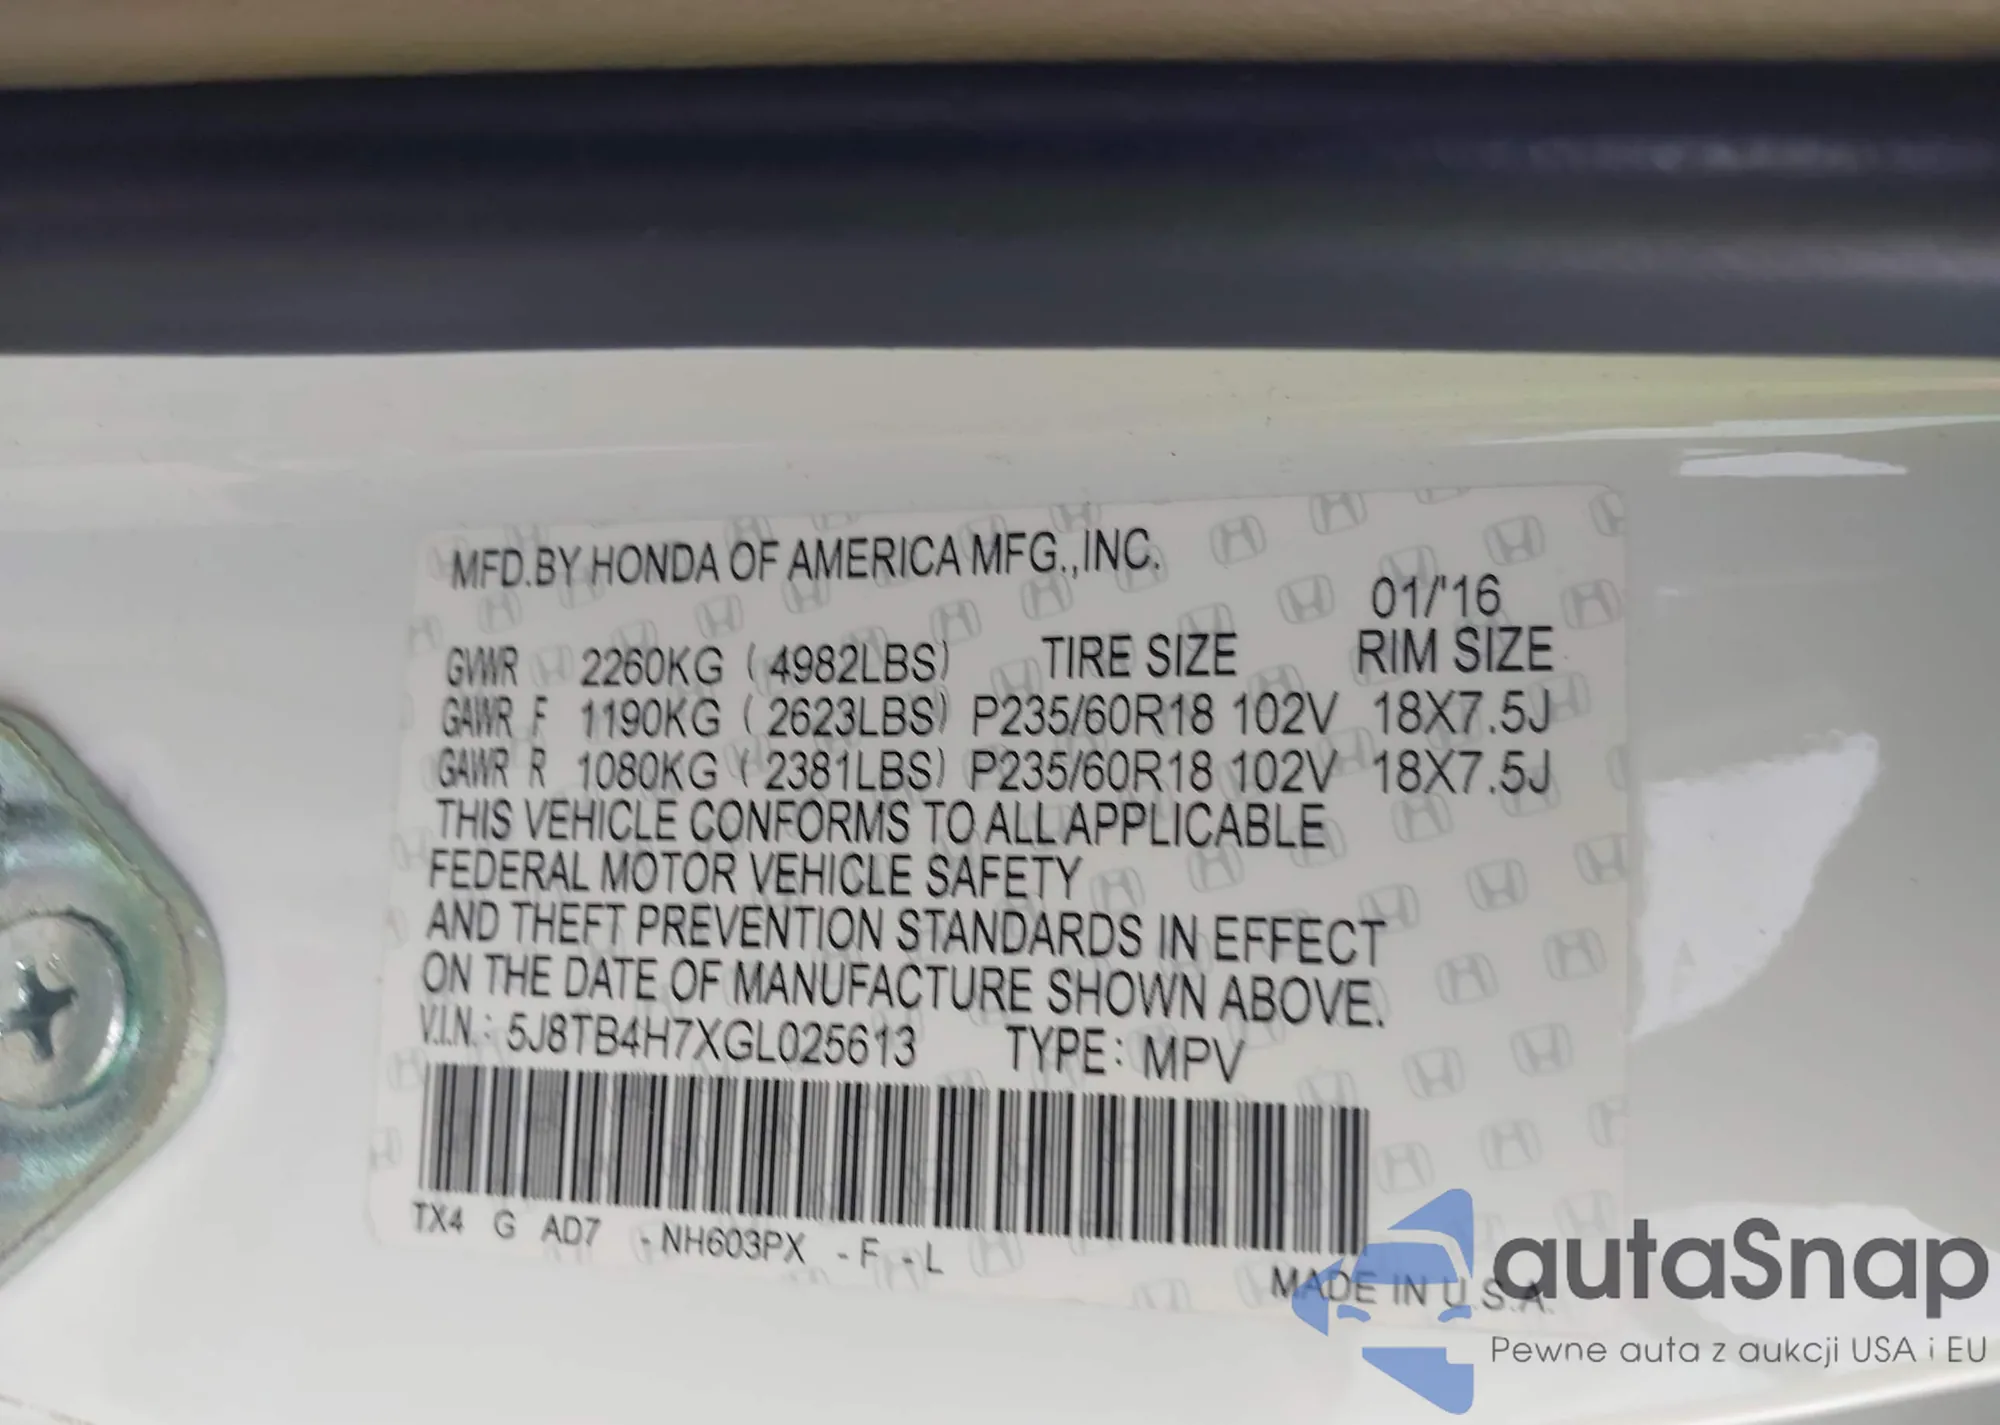 MFD.BY HONDA OF AMERICA MFG.,INC.
01/'16
GVWR 2260KG ( 4982LBS) TIRE SIZE RIM SIZE
GAWR F 1190KG ( 2623LBS) P235/60R18 102V 18X7.5J
GAWR R 1080KG ( 2381LBS) P235/60R18 102V 18X7.5J
THIS VEHICLE CONFORMS TO ALL APPLICABLE
FEDERAL MOTOR VEHICLE SAFETY
AND THEFT PREVENTION STANDARDS IN EFFECT
ON THE DATE OF MANUFACTURE SHOWN ABOVE.
V.I.N.: 5J8TB4H7XGL025613 TYPE: MPV
TX4 G AD7 - NH603PX - F - L
MADE IN U.S.A.
autaSnap
Pewne auta z aukcji USA i EU